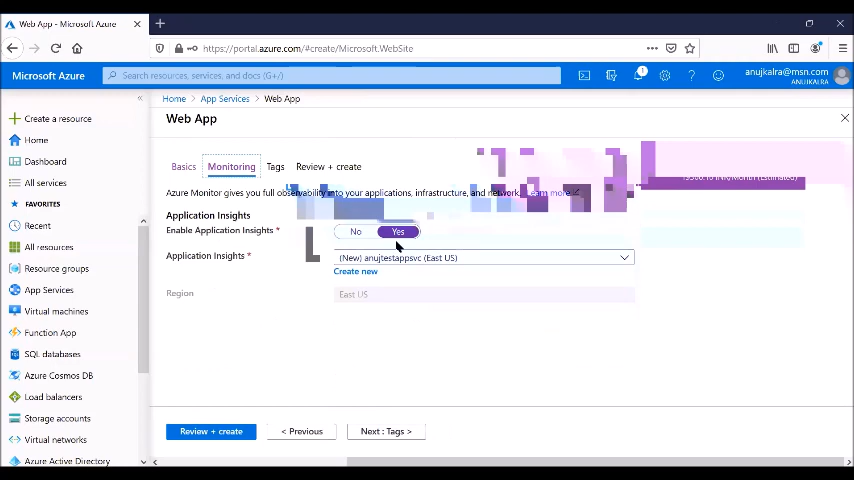 Web App - Microsoft Azure
https://portal.azure.com/#create/Microsoft.WebSite
Microsoft Azure
Search resources, services, and docs (G+/)
1
anujkalra@msn.com
ANUJKALRA
Home > App Services > Web App
Web App
Create a resource
Home
Dashboard
All services
FAVORITES
Recent
All resources
Resource groups
App Services
Virtual machines
Function App
SQL databases
Azure Cosmos DB
Load balancers
Storage accounts
Virtual networks
Azure Active Directory
Basics Monitoring Tags Review + create
Azure Monitor gives you full observability into your applications, infrastructure, and network. Learn more
Application Insights
Enable Application Insights * No Yes
Application Insights * (New) anujtestappsvc (East US)
Create new
Region East US
Review + create < Previous Next : Tags >